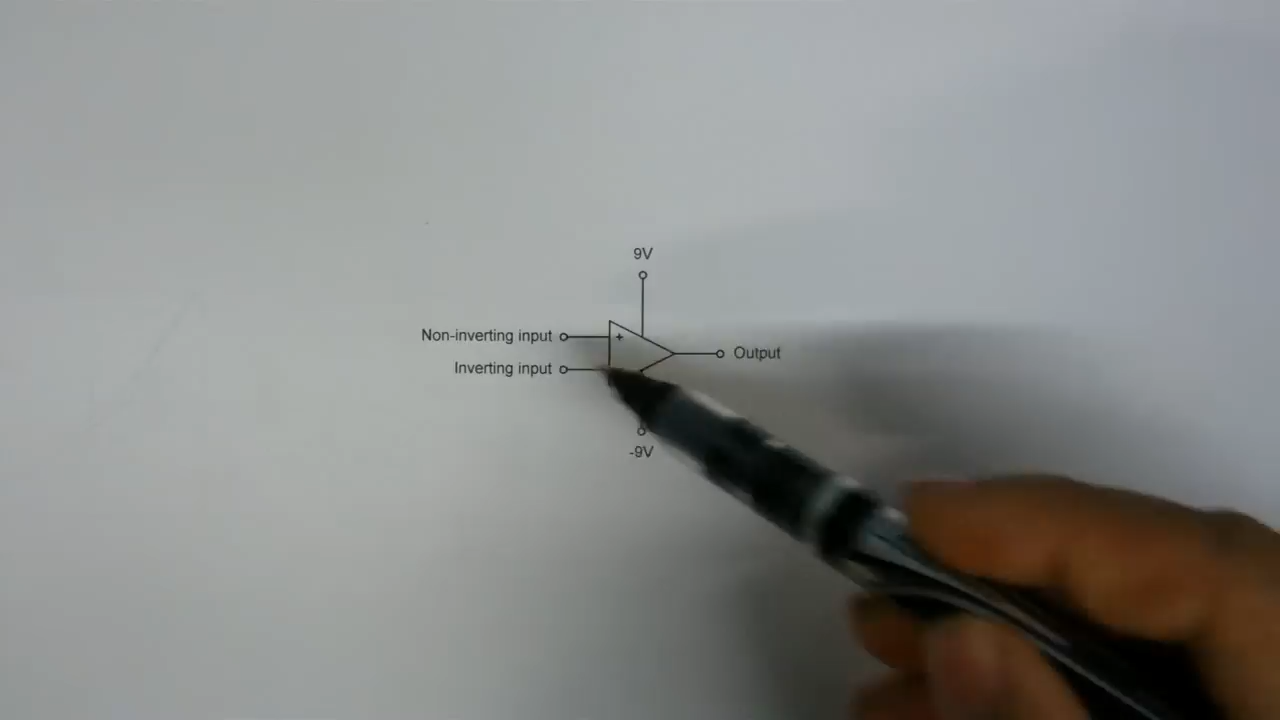 9V
Non-inverting input
+
Output
Inverting input
-9V